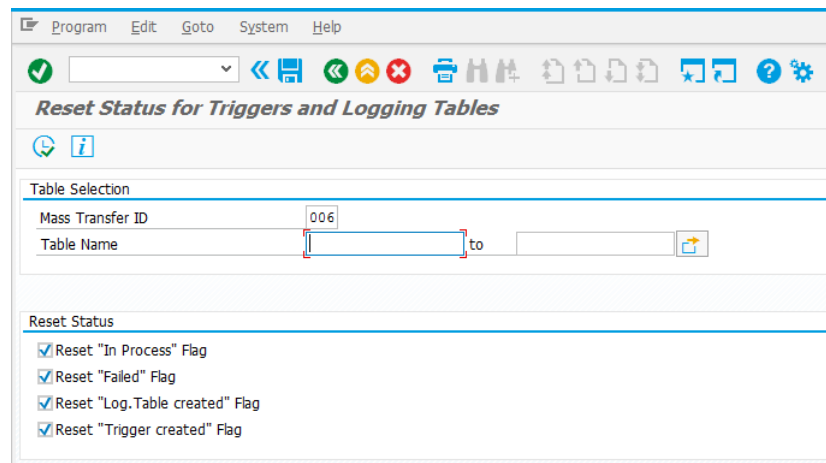 Program Edit Goto System Help
Reset Status for Triggers and Logging Tables
Table Selection
Mass Transfer ID 006
Table Name to
Reset Status
Reset "In Process" Flag
Reset "Failed" Flag
Reset "Log.Table created" Flag
Reset "Trigger created" Flag